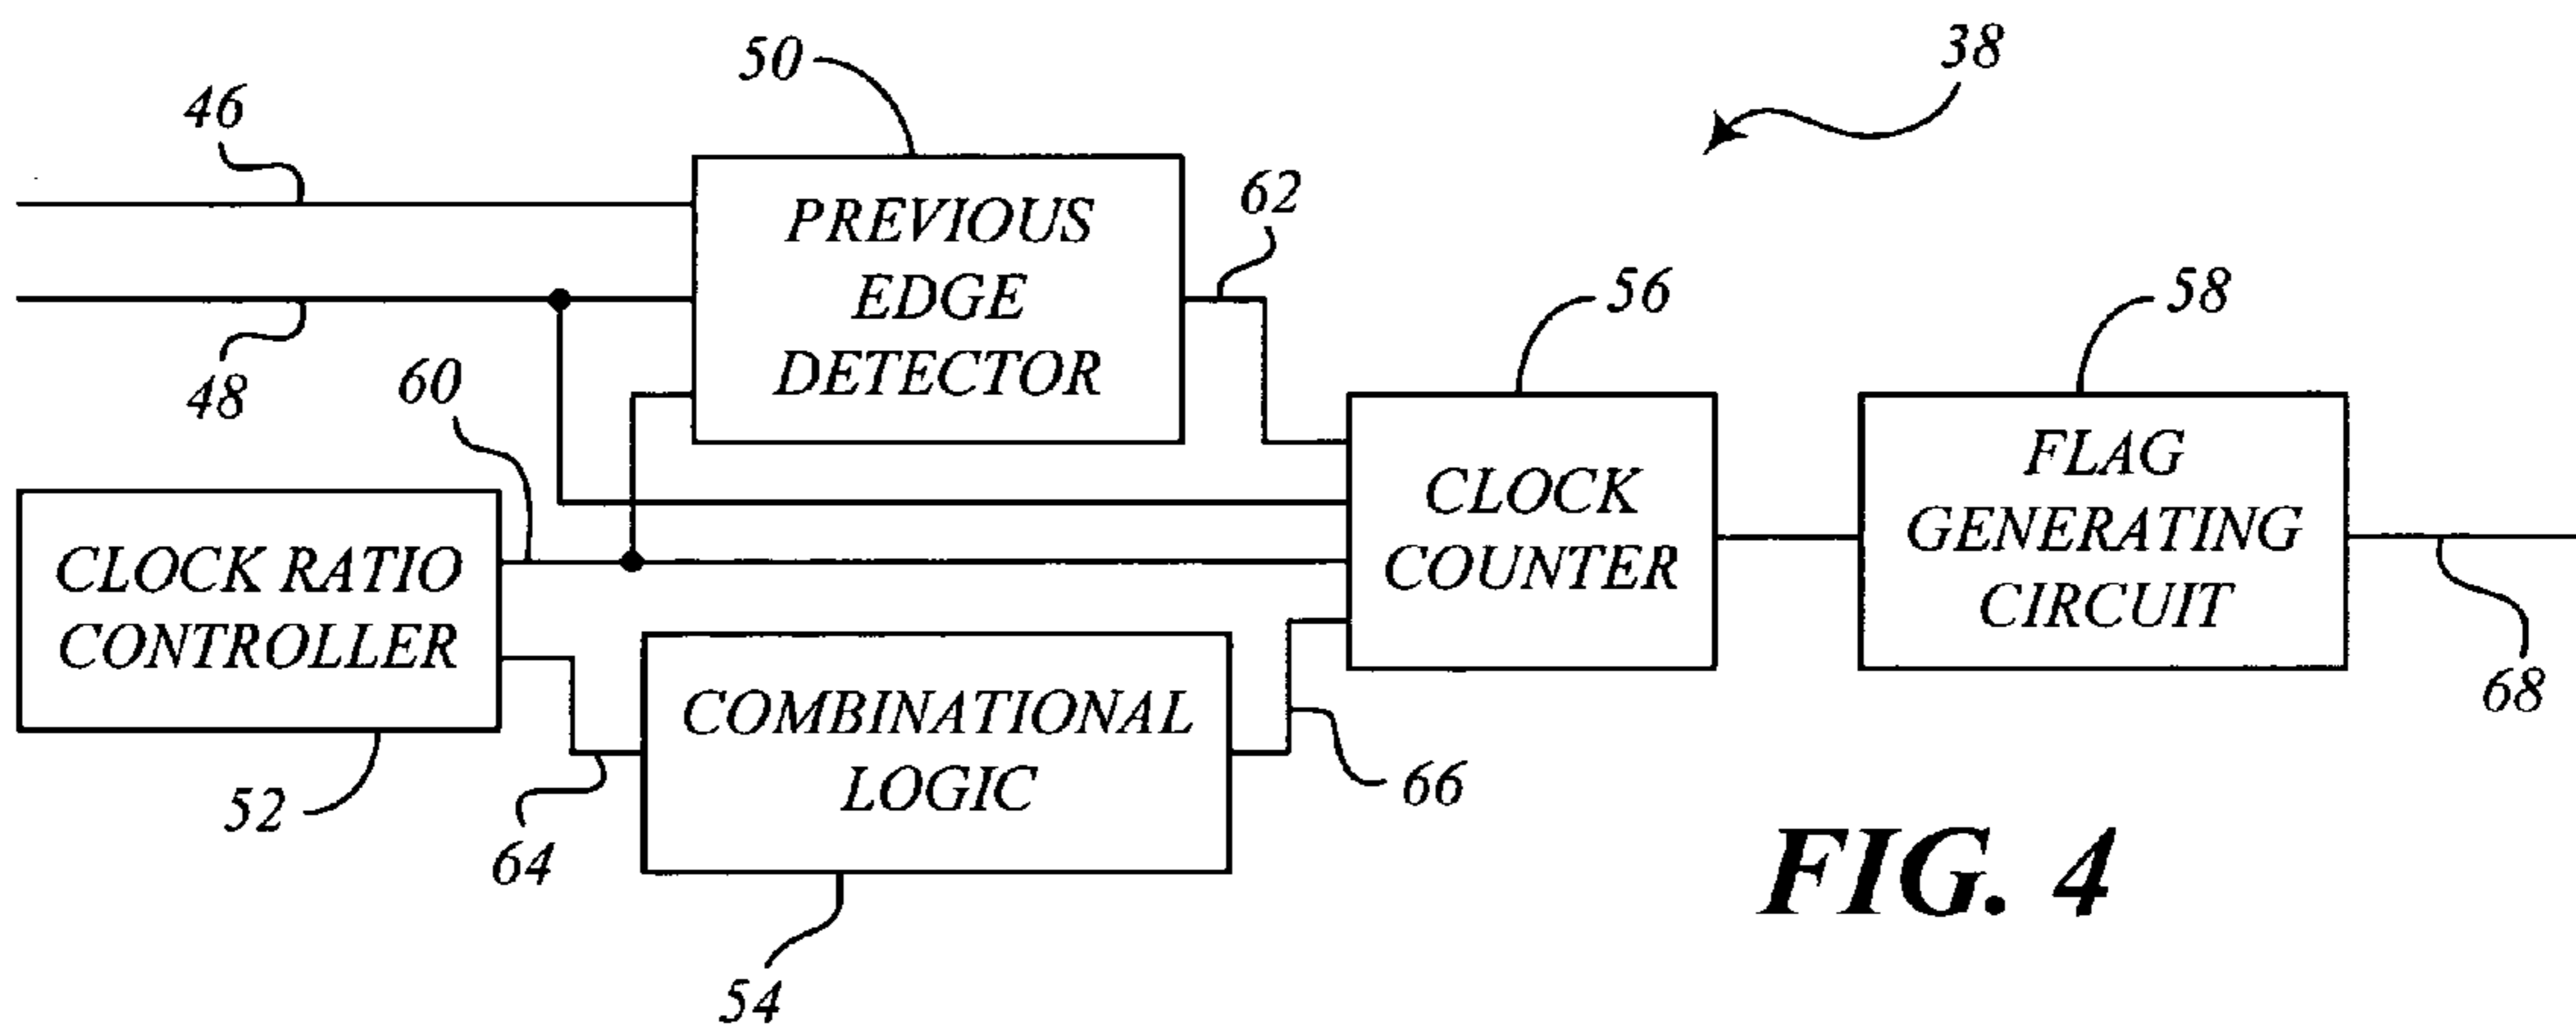 50
38
46
PREVIOUS
EDGE
DETECTOR
62
48
60
56
58
CLOCK RATIO
CONTROLLER
CLOCK
COUNTER
FLAG
GENERATING
CIRCUIT
COMBINATIONAL
LOGIC
52
64
66
68
54
FIG. 4